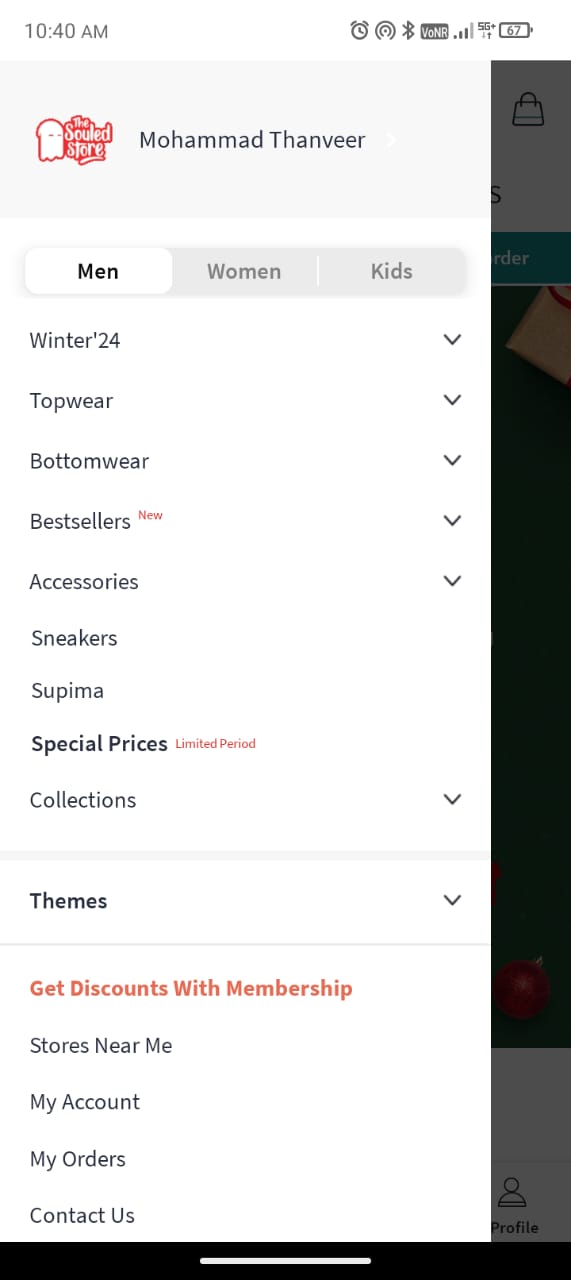 10:40 AM
VoNR 5G+ 67
The
Souled
Store
Mohammad Thanveer
S
Men Women Kids
rder
Winter'24
Topwear
Bottomwear
Bestsellers New
Accessories
Sneakers
Supima
Special Prices Limited Period
Collections
Themes
Get Discounts With Membership
Stores Near Me
My Account
My Orders
Contact Us
Profile